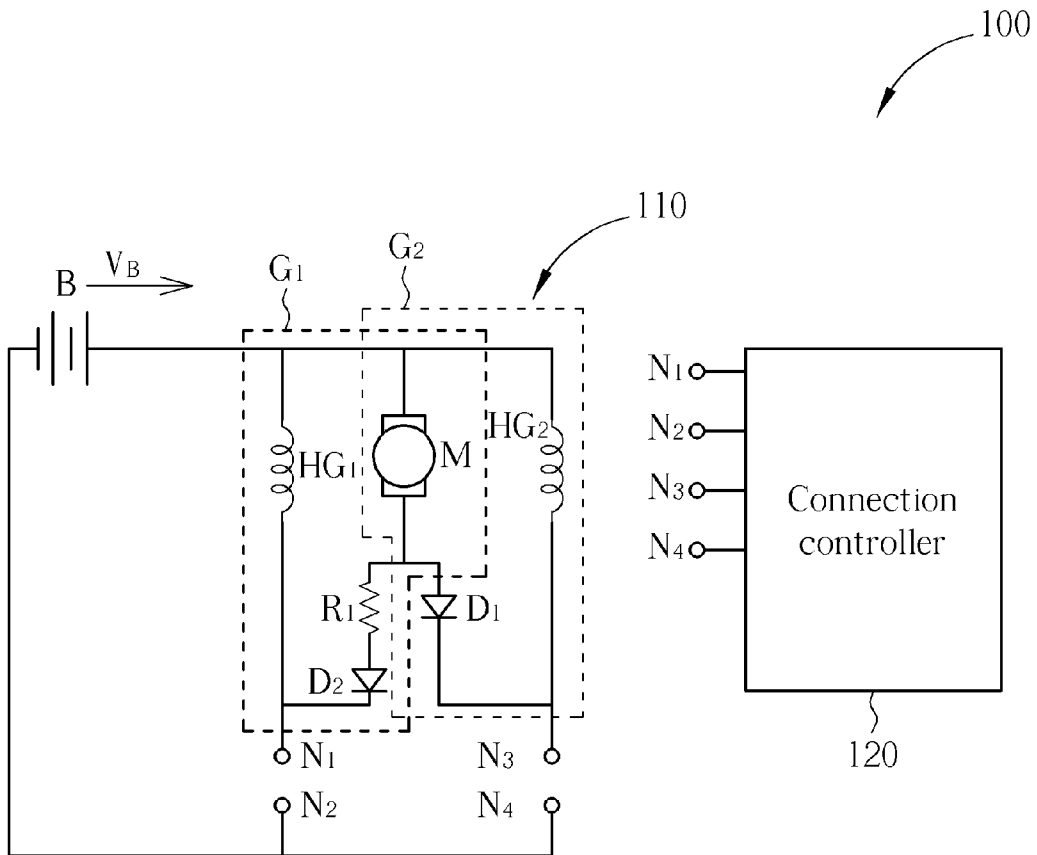 100
110
G2
G1
VB
B
N1
N2
N3
N4
HG1
M
HG2
Connection
controller
R1
D1
D2
N1
N2
N3
N4
120